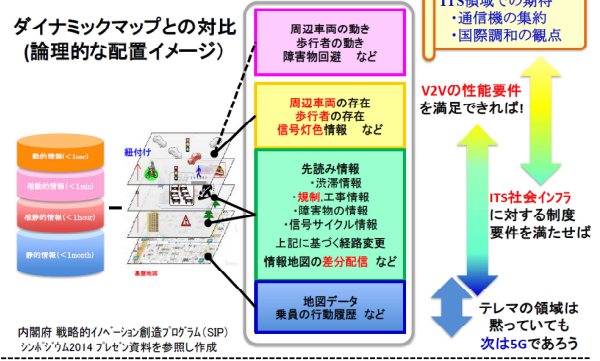 ダイナミックマップとの対比
(論理的な配置イメージ)
動的情報(<1sec)
准動的情報(<1min)
准静的情報(<1hour)
静的情報(<1month)
紐付け
基盤地図
周辺車両の動き
歩行者の動き
障害物回避 など
周辺車両の存在
歩行者の存在
信号灯色情報 など
先読み情報
・渋滞情報
・規制,工事情報
・障害物の情報
・信号サイクル情報
上記に基づく経路変更
情報地図の差分配信 など
地図データ
乗員の行動履歴 など
ITS領域での期待
・通信機の集約
・国際調和の観点
V2Vの性能要件
を満足できれば!
ITS社会インフラ
に対する制度
要件を満たせば
テレマの領域は
黙っていても
次は5Gであろう
内閣府 戦略的イノベーション創造プログラム(SIP)
シンポジウム2014 プレゼン資料を参照し作成